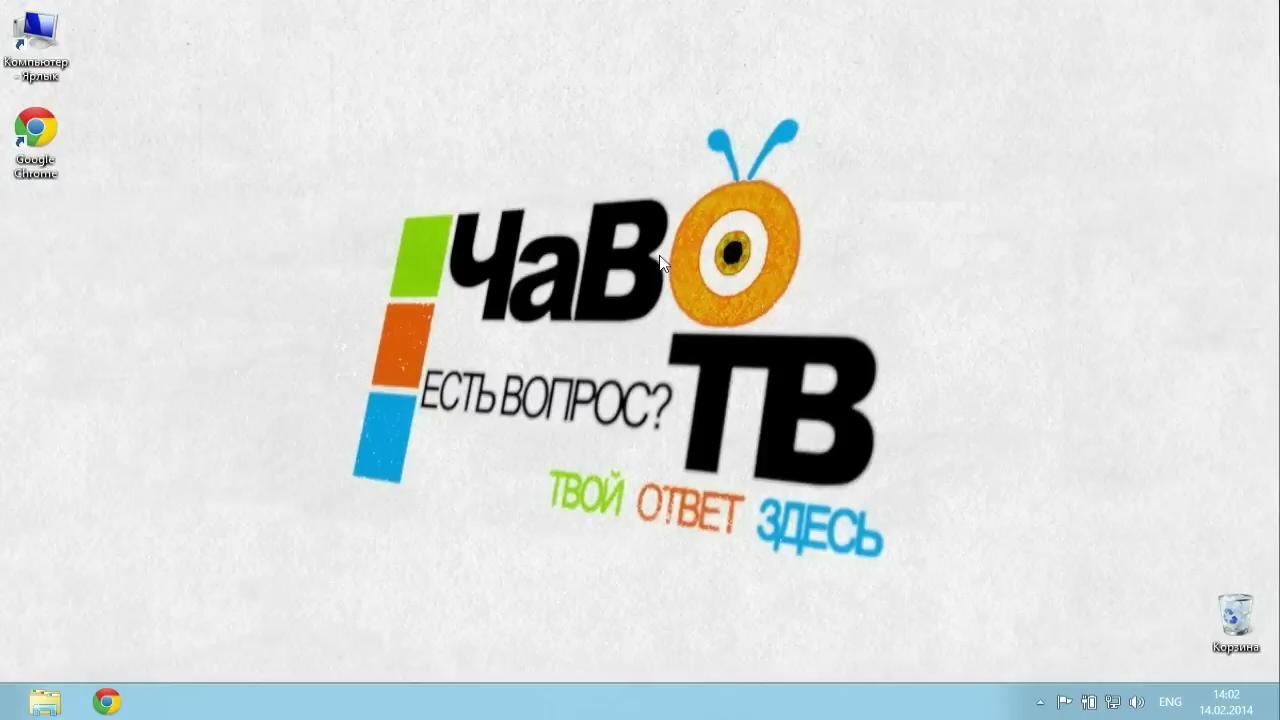 Компьютер
- Ярлык
Google
Chrome
ЧаВО
ТВ
ЕСТЬ ВОПРОС?
ТВОЙ ОТВЕТ ЗДЕСЬ
Корзина
ENG
14:02
14.02.2014